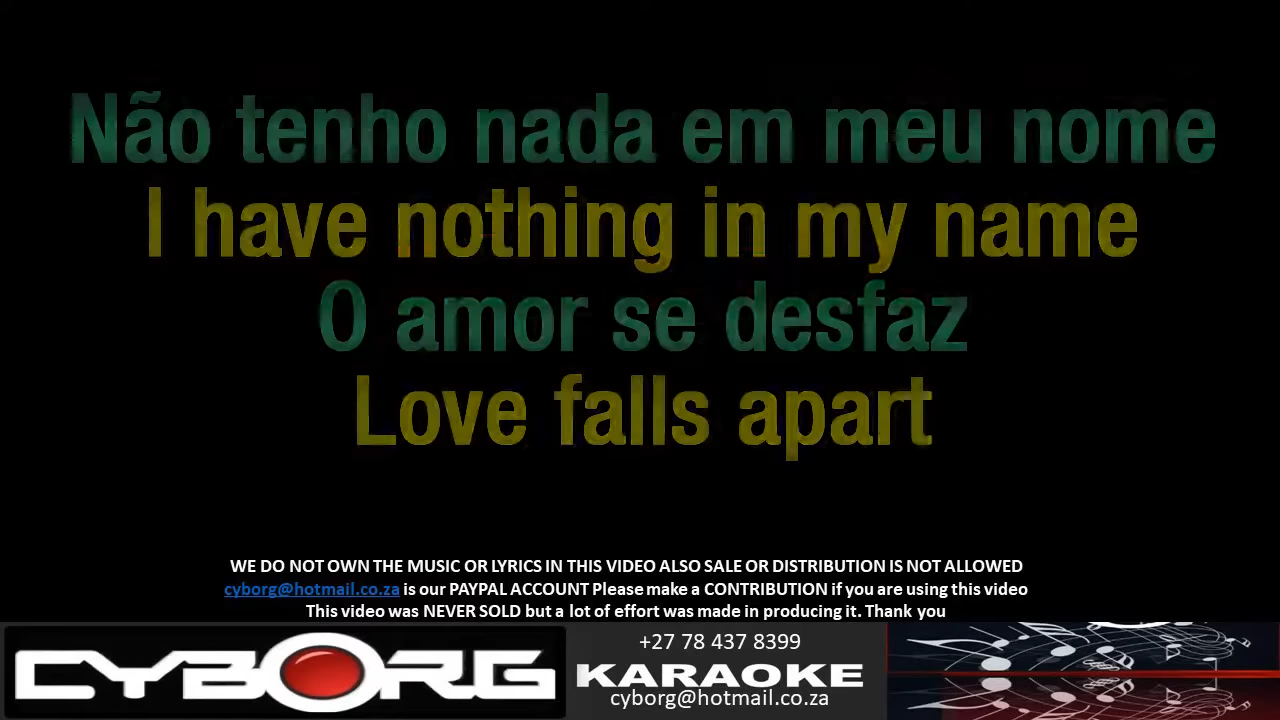 Não tenho nada em meu nome
I have nothing in my name
O amor se desfaz
Love falls apart
WE DO NOT OWN THE MUSIC OR LYRICS IN THIS VIDEO ALSO SALE OR DISTRIBUTION IS NOT ALLOWED
cyborg@hotmail.co.za is our PAYPAL ACCOUNT Please make a CONTRIBUTION if you are using this video
This video was NEVER SOLD but a lot of effort was made in producing it. Thank you
CYBORG
+27 78 437 8399
KARAOKE
cyborg@hotmail.co.za